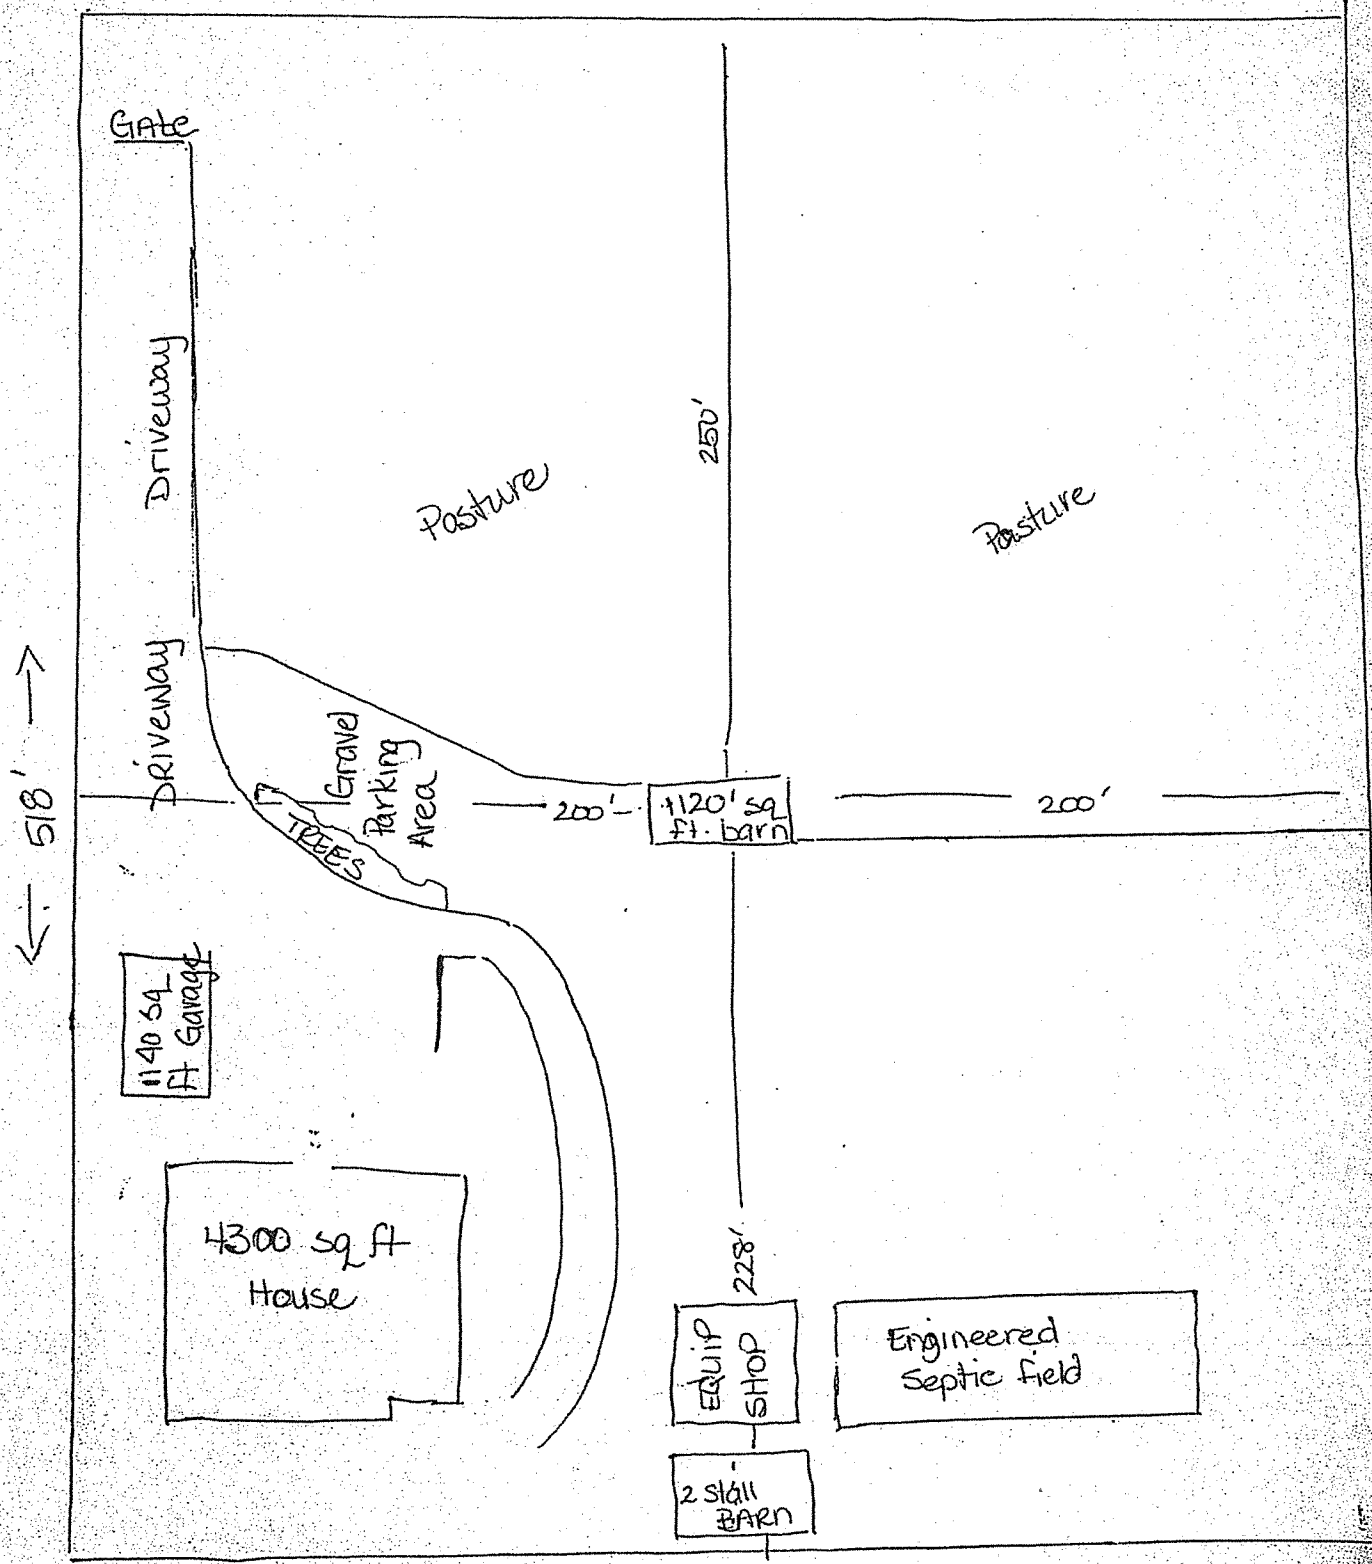 GAte
Driveway
250'
Pasture
Pasture
DRiveway
← 518' →
Gravel
Parking
Area
TREES
200'
1120' sq
ft. barn
200'
1140 sq
ft Garage
4300 sq ft
House
228'
EQUIP
SHOP
Engineered
Septic field
2 stall
BARn